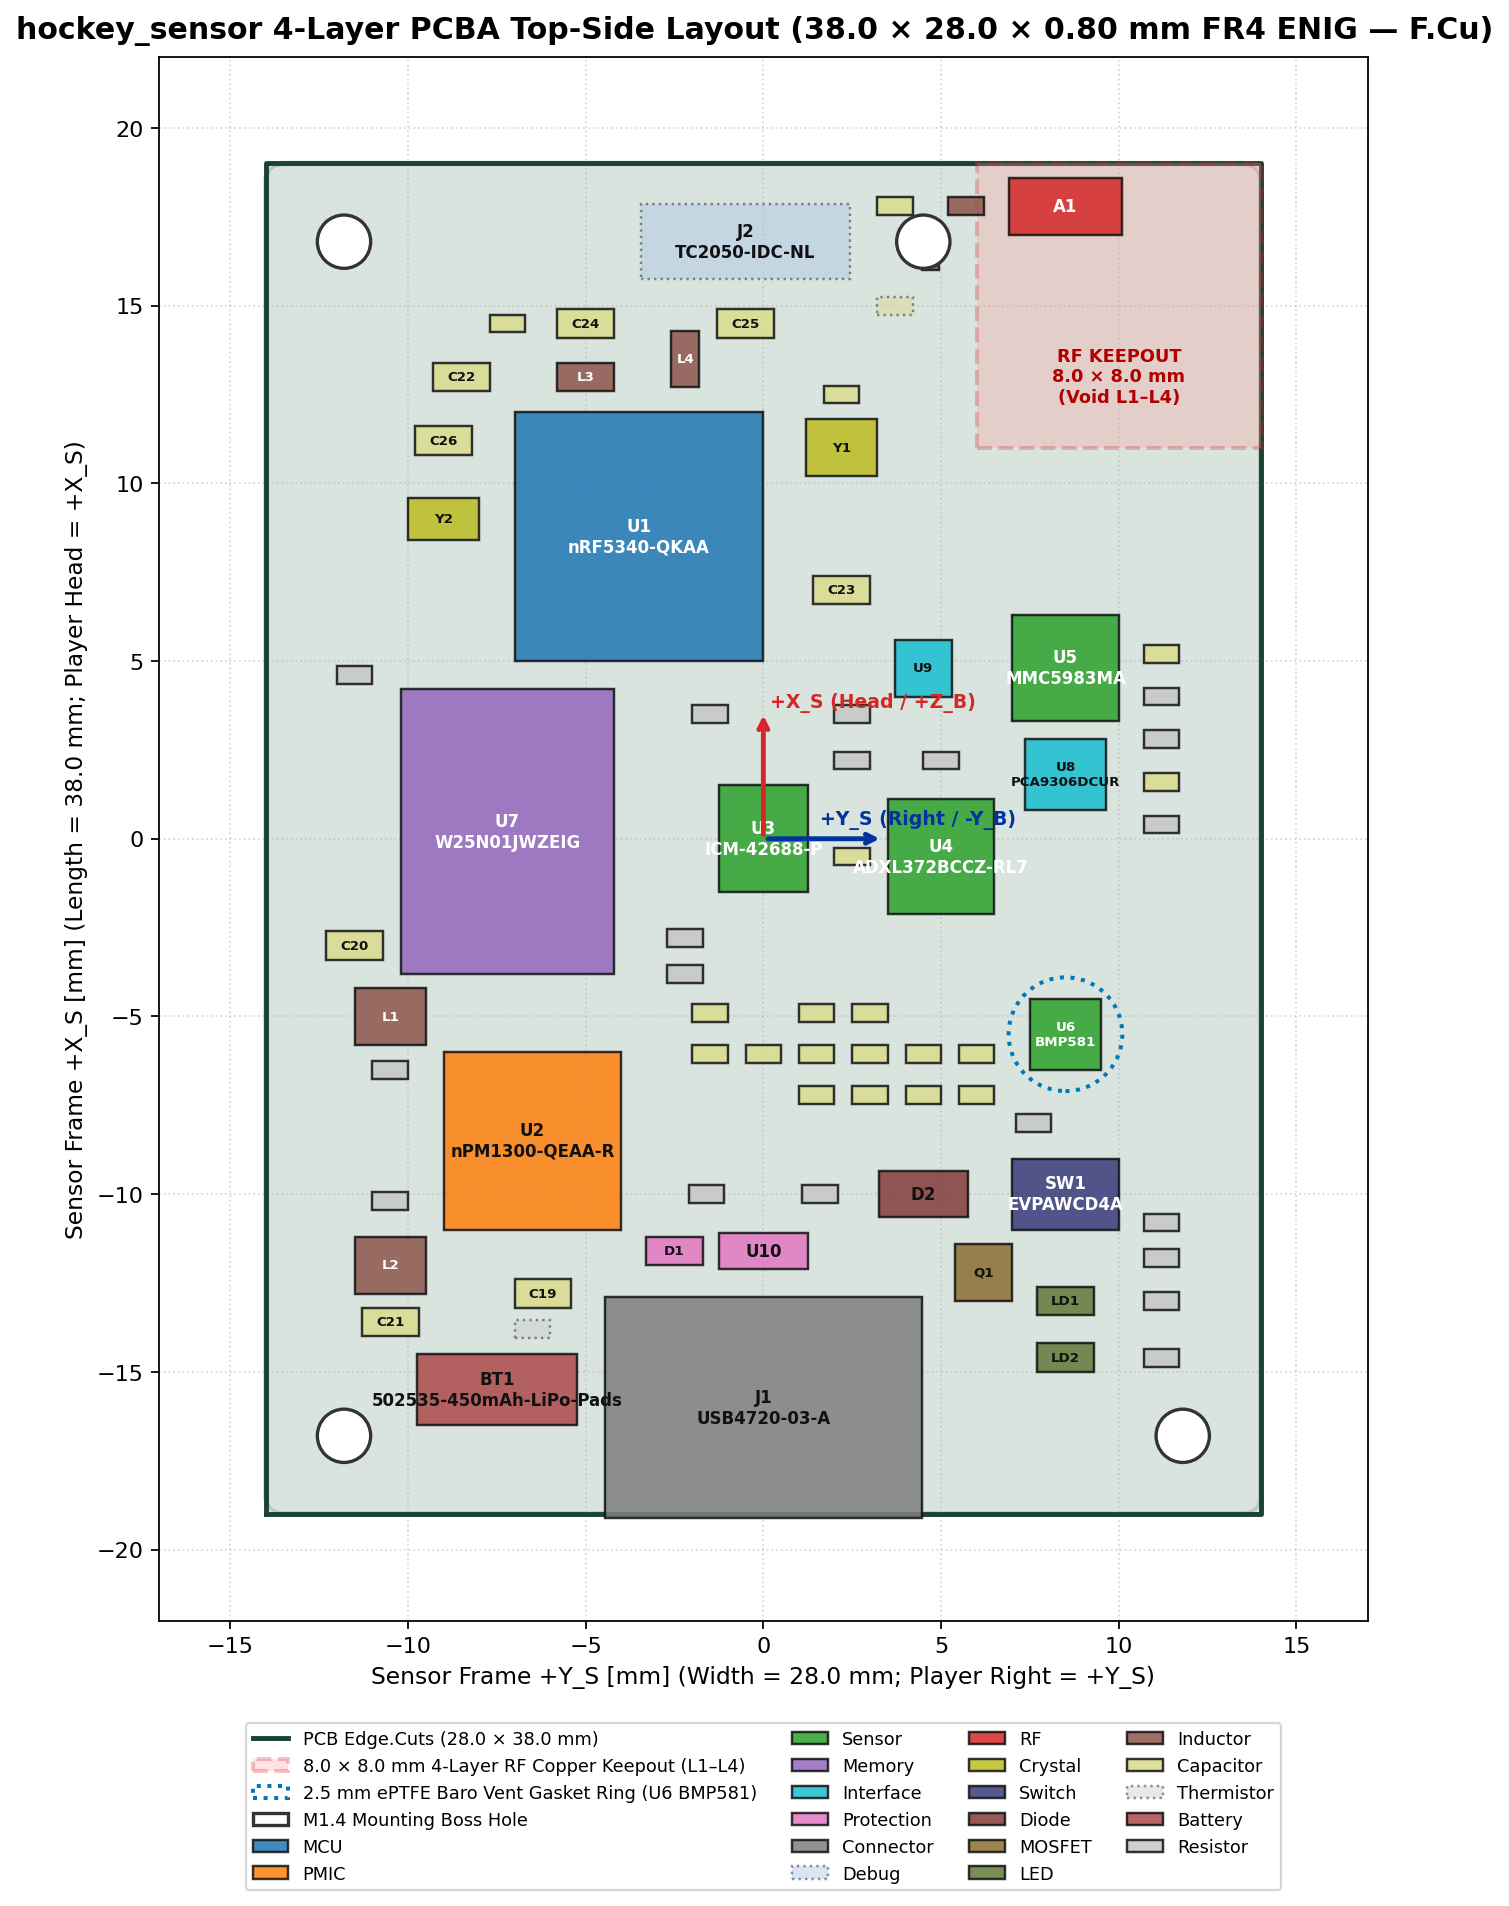 hockey_sensor 4-Layer PCBA Top-Side Layout (38.0 × 28.0 × 0.80 mm FR4 ENIG — F.Cu)
20
15
10
5
0
−5
−10
−15
−20
Sensor Frame +X_S [mm] (Length = 38.0 mm; Player Head = +X_S)
A1
J2
TC2050-IDC-NL
RF KEEPOUT
8.0 × 8.0 mm
(Void L1–L4)
C24
C25
L4
C22
L3
C26
Y1
Y2
U1
nRF5340-QKAA
C23
U9
U5
MMC5983MA
+X_S (Head / +Z_B)
U8
PCA9306DCUR
U7
W25N01JWZEIG
+Y_S (Right / -Y_B)
U3
ICM-42688-P
U4
ADXL372BCCZ-RL7
C20
L1
U6
BMP581
U2
nPM1300-QEAA-R
D2
SW1
EVPAWCD4A
D1
U10
L2
Q1
C19
LD1
C21
LD2
BT1
502535-450mAh-LiPo-Pads
J1
USB4720-03-A
−15
−10
−5
0
5
10
15
Sensor Frame +Y_S [mm] (Width = 28.0 mm; Player Right = +Y_S)
PCB Edge.Cuts (28.0 × 38.0 mm)
8.0 × 8.0 mm 4-Layer RF Copper Keepout (L1–L4)
2.5 mm ePTFE Baro Vent Gasket Ring (U6 BMP581)
M1.4 Mounting Boss Hole
MCU
PMIC
Sensor
Memory
Interface
Protection
Connector
Debug
RF
Crystal
Switch
Diode
MOSFET
LED
Inductor
Capacitor
Thermistor
Battery
Resistor